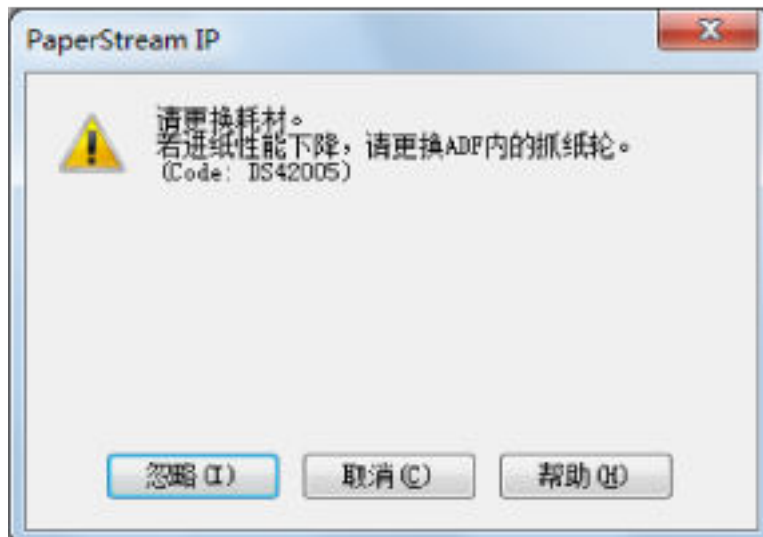 PaperStream IP
请更换耗材。
若进纸性能下降，请更换ADF内的抓纸轮。
(Code: DS42005)
忽略(I) 取消(C) 帮助(H)